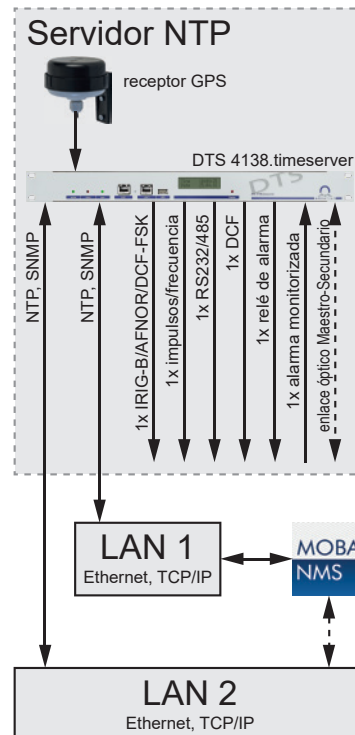 Servidor NTP
receptor GPS
DTS 4138.timeserver
DTS
NTP, SNMP
NTP, SNMP
1x IRIG-B/AFNOR/DCF-FSK
1x impulsos/frecuencia
1x RS232/485
1x DCF
1x relé de alarma
1x alarma monitorizada
enlace óptico Maestro-Secundario
LAN 1
Ethernet, TCP/IP
MOBA
NMS
LAN 2
Ethernet, TCP/IP